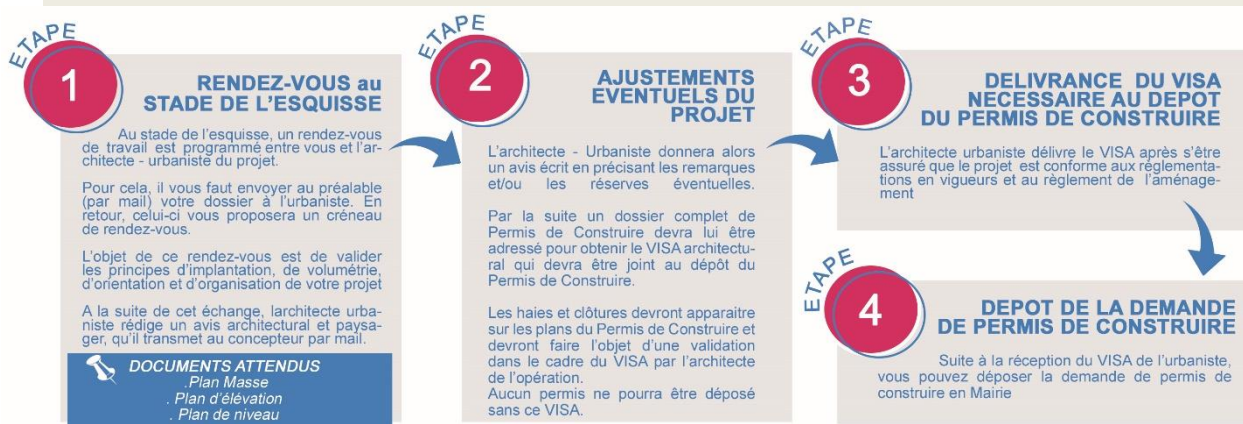 ETAPE
1
RENDEZ-VOUS au
STADE DE L'ESQUISSE
Au stade de l'esquisse, un rendez-vous
de travail est programmé entre vous et l'ar-
chitecte - urbaniste du projet.
Pour cela, il vous faut envoyer au préalable
(par mail) votre dossier à l'urbaniste. En
retour, celui-ci vous proposera un créneau
de rendez-vous.
L'objet de ce rendez-vous est de valider
les principes d'implantation, de volumétrie,
d'orientation et d'organisation de votre projet
A la suite de cet échange, larchitecte urba-
niste rédige un avis architectural et paysa-
ger, qu'il transmet au concepteur par mail.
DOCUMENTS ATTENDUS
.Plan Masse
. Plan d'élévation
. Plan de niveau
ETAPE
2
AJUSTEMENTS
EVENTUELS DU
PROJET
L'architecte - Urbaniste donnera alors
un avis écrit en précisant les remarques
et/ou les réserves éventuelles.
Par la suite un dossier complet de
Permis de Construire devra lui être
adressé pour obtenir le VISA architectu-
ral qui devra être joint au dépôt du
Permis de Construire.
Les haies et clôtures devront apparaitre
sur les plans du Permis de Construire et
devront faire l'objet d'une validation
dans le cadre du VISA par l'architecte
de l'opération.
Aucun permis ne pourra être déposé
sans ce VISA.
ETAPE
3
DELIVRANCE DU VISA
NECESSAIRE AU DEPOT
DU PERMIS DE CONSTRUIRE
L'architecte urbaniste délivre le VISA après s'être
assuré que le projet est conforme aux réglementa-
tions en vigueurs et au règlement de l'aménage-
ment
ETAPE
4
DEPOT DE LA DEMANDE
DE PERMIS DE CONSTRUIRE
Suite à la réception du VISA de l'urbaniste,
vous pouvez déposer la demande de permis de
construire en Mairie